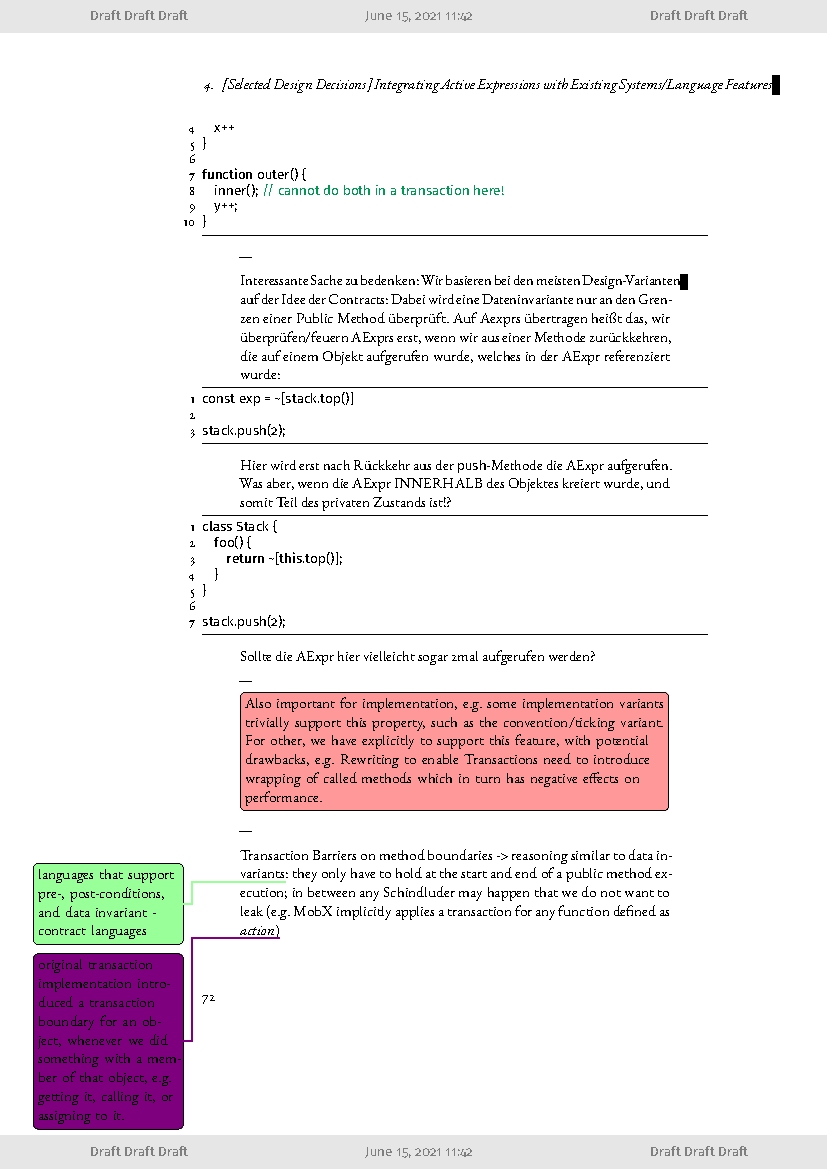 Draft Draft Draft June 15, 2021 11:42 Draft Draft Draft
4. [Selected Design Decisions] Integrating Active Expressions with Existing Systems/Language Features
4 x++
5 }
6
7 function outer() {
8 inner(); // cannot do both in a transaction here!
9 y++;
10 }
—
Interessante Sache zu bedenken: Wir basieren bei den meisten Design-Varianten
auf der Idee der Contracts: Dabei wird eine Dateninvariante nur an den Gren-
zen einer Public Method überprüft. Auf Aexprs übertragen heißt das, wir
überprüfen/feuern AExprs erst, wenn wir aus einer Methode zurückkehren,
die auf einem Objekt aufgerufen wurde, welches in der AExpr referenziert
wurde:
1 const exp = ~[stack.top()]
2
3 stack.push(2);
Hier wird erst nach Rückkehr aus der push-Methode die AExpr aufgerufen.
Was aber, wenn die AExpr INNERHALB des Objektes kreiert wurde, und
somit Teil des privaten Zustands ist!?
1 class Stack {
2 foo() {
3 return ~[this.top()];
4 }
5 }
6
7 stack.push(2);
Sollte die AExpr hier vielleicht sogar 2mal aufgerufen werden?
—
Also important for implementation, e.g. some implementation variants
trivially support this property, such as the convention/ticking variant.
For other, we have explicitly to support this feature, with potential
drawbacks, e.g. Rewriting to enable Transactions need to introduce
wrapping of called methods which in turn has negative effects on
performance.
—
Transaction Barriers on method boundaries -> reasoning similar to data in-
variants: they only have to hold at the start and end of a public method ex-
ecution; in between any Schindluder may happen that we do not want to
leak (e.g. MobX implicitly applies a transaction for any function defined as
action)
languages that support
pre-, post-conditions,
and data invariant -
contract languages
original transaction
implementation intro-
duced a transaction
boundary for an ob-
ject, whenever we did
something with a mem-
ber of that object, e.g.
getting it, calling it, or
assigning to it.
72
Draft Draft Draft June 15, 2021 11:42 Draft Draft Draft